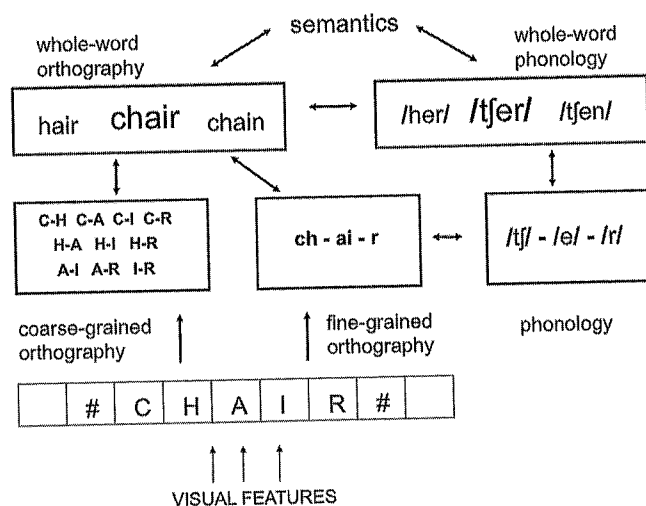 semantics
whole-word
orthography
whole-word
phonology
hair chair chain
/her/ /tʃer/ /tʃen/
C-H C-A C-I C-R
H-A H-I H-R
A-I A-R I-R
ch - ai - r
/tʃ/ - /e/ - /r/
coarse-grained
orthography
fine-grained
orthography
phonology
# C H A I R #
VISUAL FEATURES